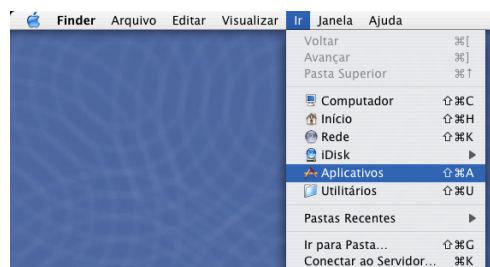 Finder Arquivo Editar Visualizar Ir Janela Ajuda
Voltar ⌘[
Avançar ⌘]
Pasta Superior ⌘↑
Computador ⇧⌘C
Início ⇧⌘H
Rede ⇧⌘K
iDisk
Aplicativos ⇧⌘A
Utilitários ⇧⌘U
Pastas Recentes
Ir para Pasta... ⇧⌘G
Conectar ao Servidor... ⌘K